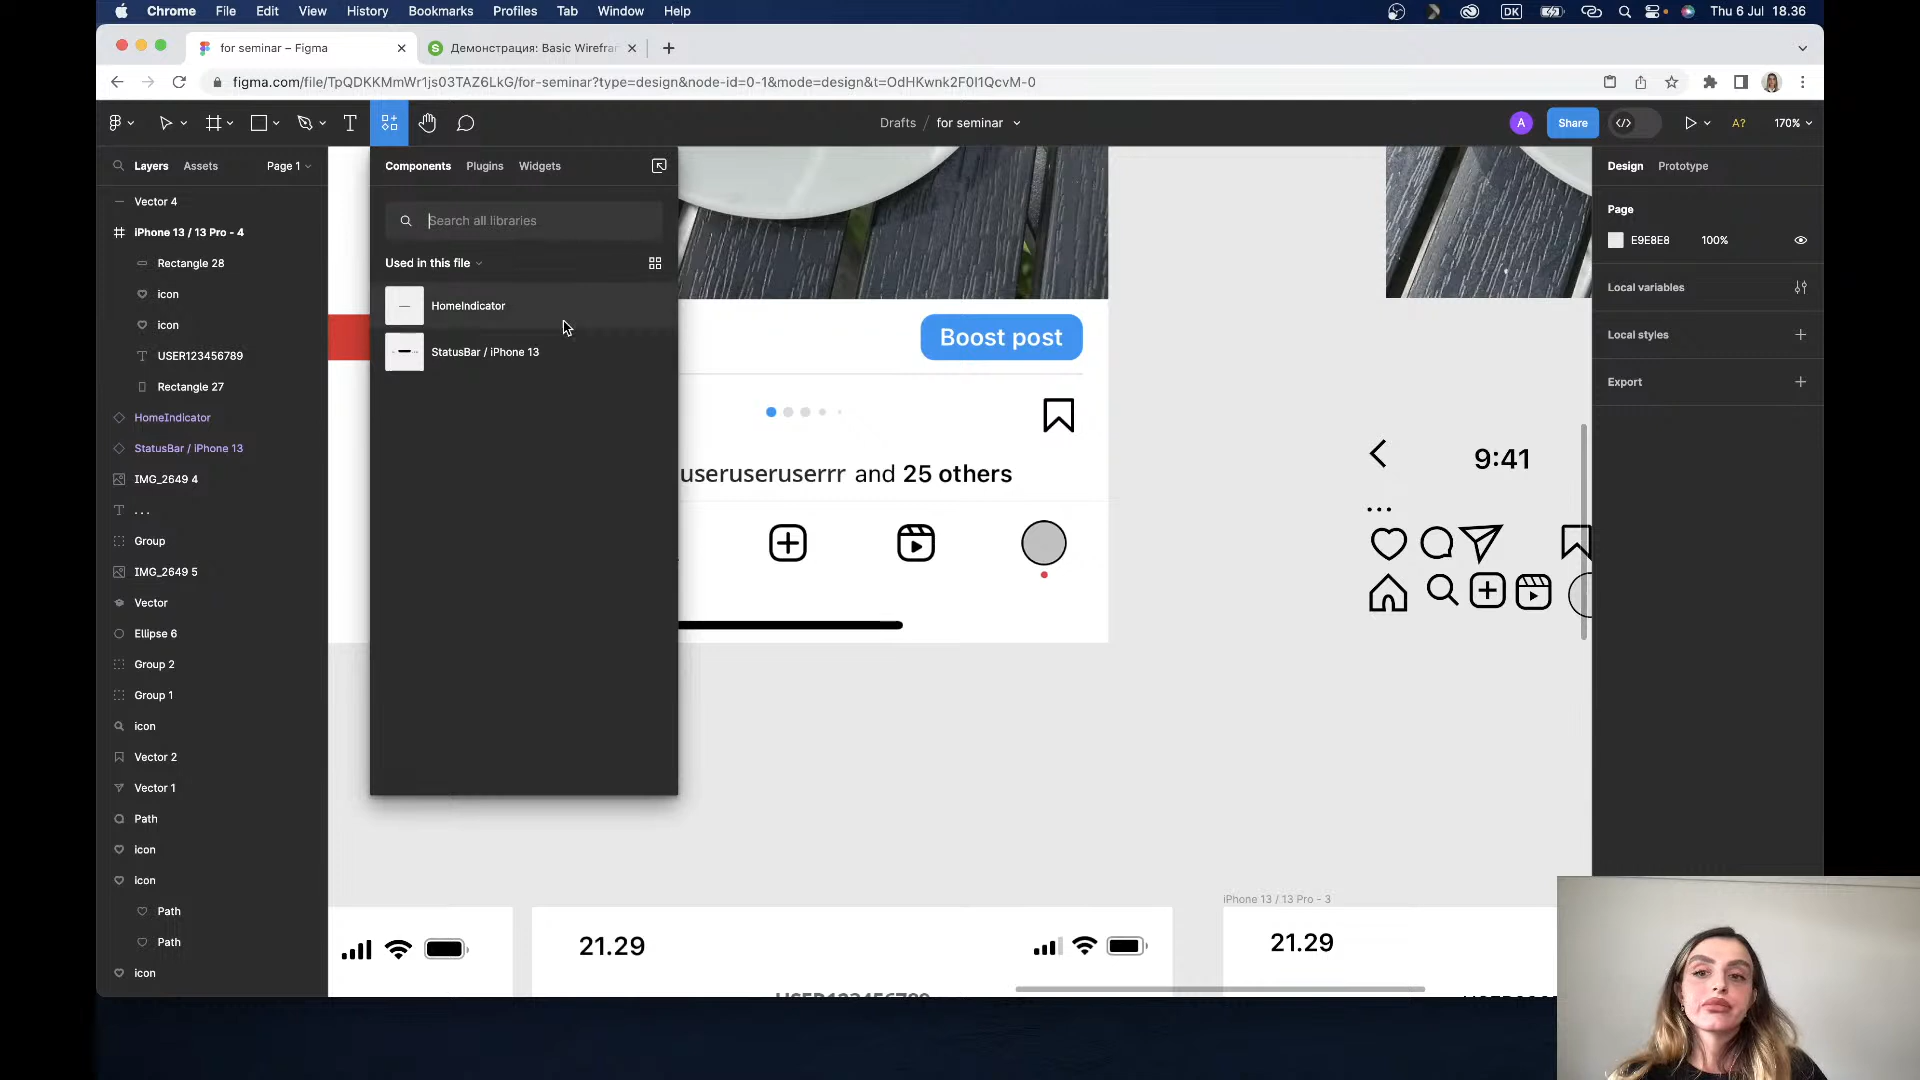 Chrome File Edit View History Bookmarks Profiles Tab Window Help DK Thu 6 Jul 18.36
for seminar – Figma Демонстрация: Basic Wirefra
figma.com/file/TpQDKKMmWr1js03TAZ6LkG/for-seminar?type=design&node-id=0-1&mode=design&t=OdHKwnk2F0I1QcvM-0
Drafts / for seminar A Share A? 170%
Layers Assets Page 1
Components Plugins Widgets
Design Prototype
Vector 4
iPhone 13 / 13 Pro - 4
Rectangle 28
icon
icon
USER123456789
Rectangle 27
HomeIndicator
StatusBar / iPhone 13
IMG_2649 4
. . .
Group
IMG_2649 5
Vector
Ellipse 6
Group 2
Group 1
icon
Vector 2
Vector 1
Path
icon
icon
Path
Path
icon
Search all libraries
Used in this file
HomeIndicator
StatusBar / iPhone 13
Boost post
useruseruserrr and 25 others
9:41
...
iPhone 13 / 13 Pro - 3
21.29
21.29
USER123456789
Page
E9E8E8 100%
Local variables
Local styles
Export